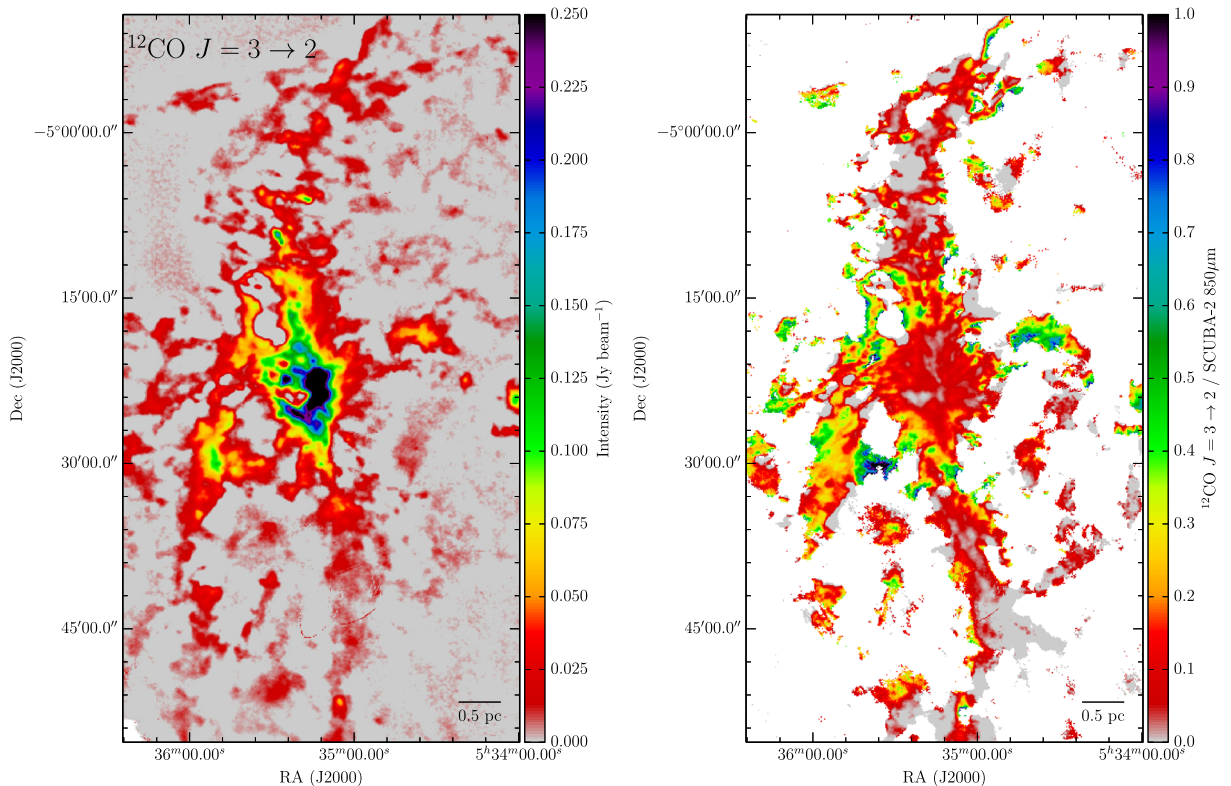 ¹²CO J = 3 → 2
−5°00′00.0″
15′00.0″
30′00.0″
45′00.0″
Dec (J2000)
36ᵐ00.00ˢ
35ᵐ00.00ˢ
5ʰ34ᵐ00.00ˢ
RA (J2000)
0.5 pc
0.250
0.225
0.200
0.175
0.150
0.125
0.100
0.075
0.050
0.025
0.000
Intensity (Jy beam⁻¹)
−5°00′00.0″
15′00.0″
30′00.0″
45′00.0″
Dec (J2000)
36ᵐ00.00ˢ
35ᵐ00.00ˢ
5ʰ34ᵐ00.00ˢ
RA (J2000)
0.5 pc
1.0
0.9
0.8
0.7
0.6
0.5
0.4
0.3
0.2
0.1
0.0
¹²CO J = 3 → 2 / SCUBA-2 850μm